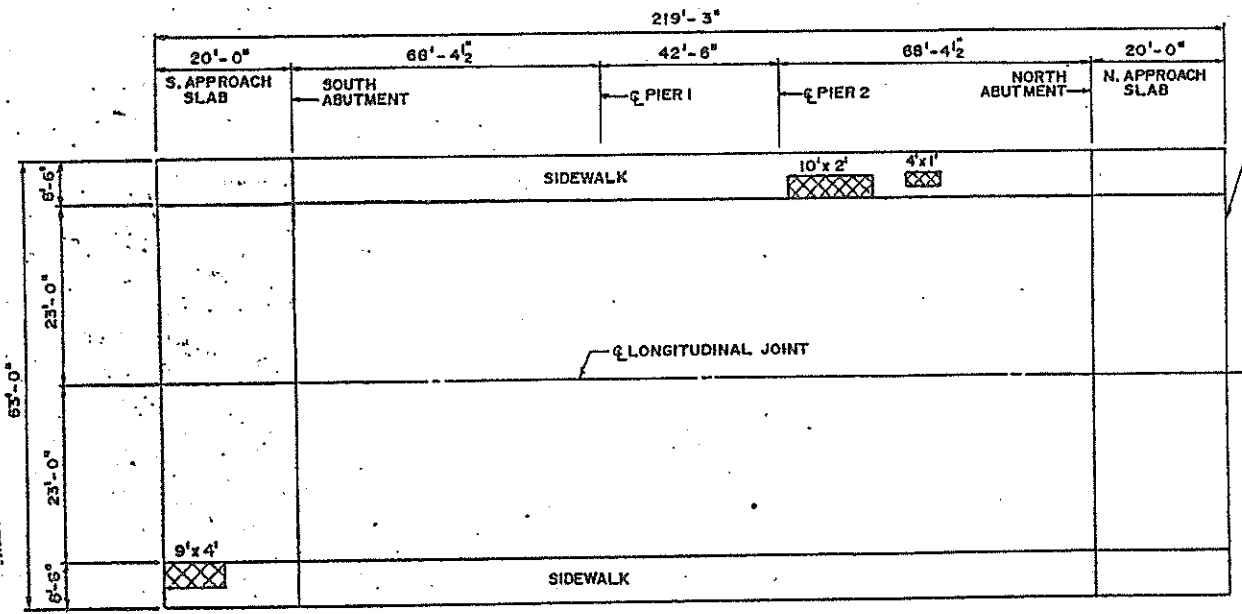 219'-3"
20'-0" 68'-4½" 42'-6" 68'-4½" 20'-0"
S. APPROACH
SLAB
SOUTH
ABUTMENT
℄ PIER 1
℄ PIER 2
NORTH
ABUTMENT
N. APPROACH
SLAB
8'-6"
SIDEWALK
10' x 2'
4' x 1'
23'-0"
℄ LONGITUDINAL JOINT
63'-0"
23'-0"
9' x 4'
8'-6"
SIDEWALK